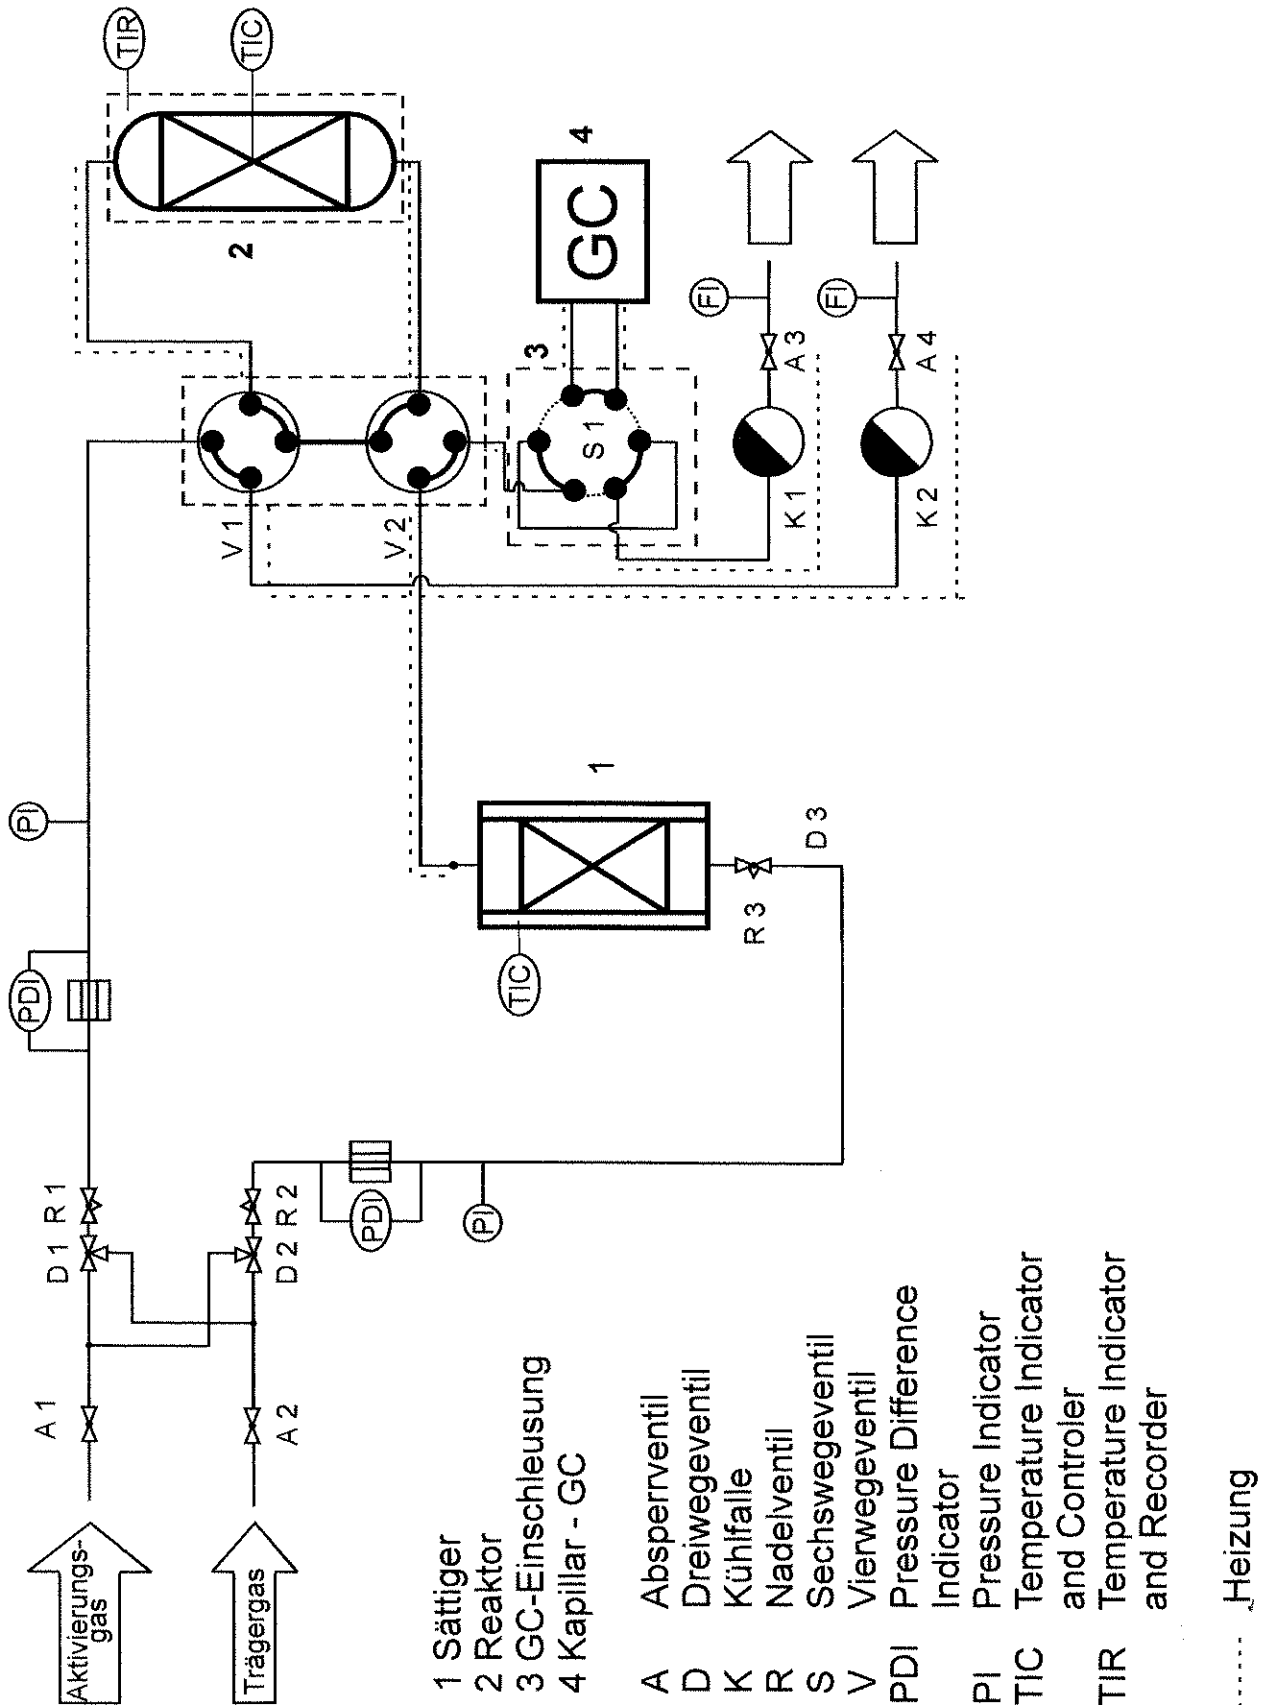 Aktivierungs-
gas
Trägergas
A 1
A 2
D 1 R 1
D 2 R 2
PDI
PDI
PI
PI
TIC
1
R 3
D 3
V 1
V 2
2
TIR
TIC
3
S 1
GC
4
K 1
K 2
A 3
A 4
FI
FI
1 Sättiger
2 Reaktor
3 GC-Einschleusung
4 Kapillar - GC
A Absperrventil
D Dreiwegeventil
K Kühlfalle
R Nadelventil
S Sechswegeventil
V Vierwegeventil
PDI Pressure Difference
Indicator
PI Pressure Indicator
TIC Temperature Indicator
and Controler
TIR Temperature Indicator
and Recorder
Heizung